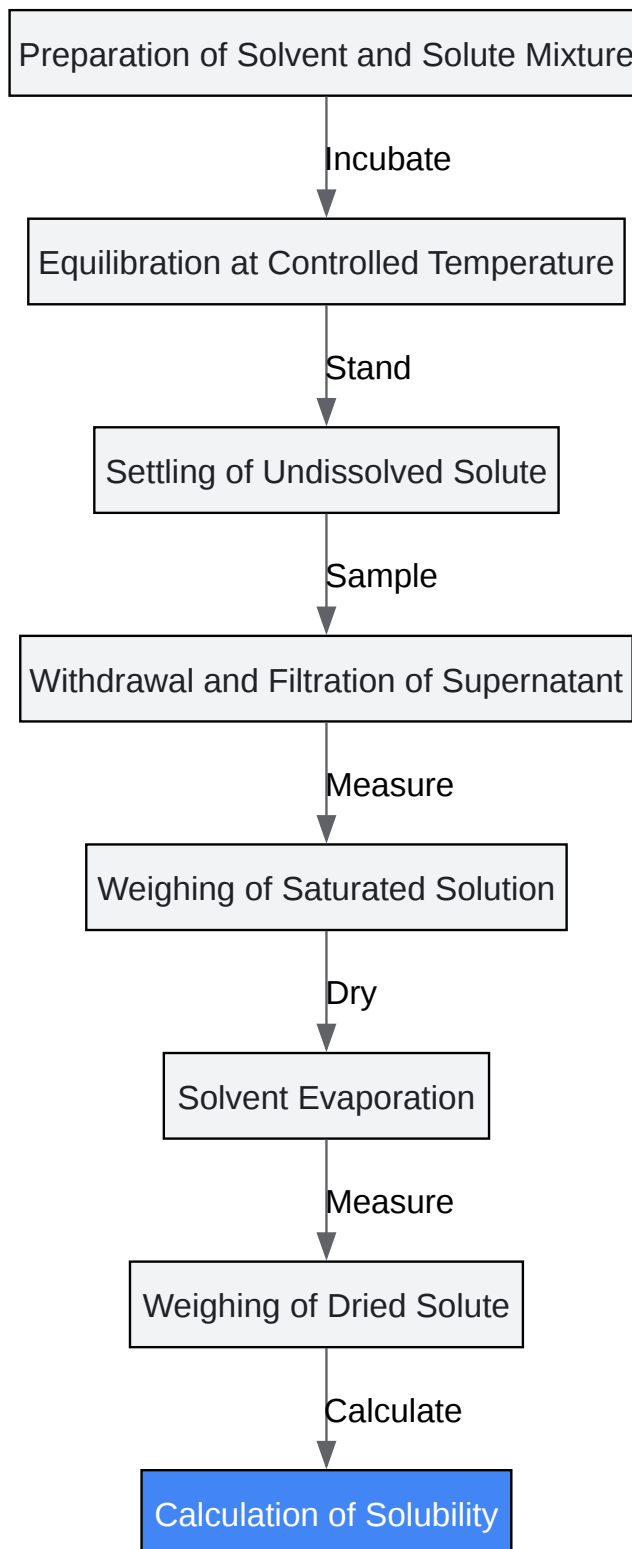 Preparation of Solvent and Solute Mixture
Incubate
Equilibration at Controlled Temperature
Stand
Settling of Undissolved Solute
Sample
Withdrawal and Filtration of Supernatant
Measure
Weighing of Saturated Solution
Dry
Solvent Evaporation
Measure
Weighing of Dried Solute
Calculate
Calculation of Solubility